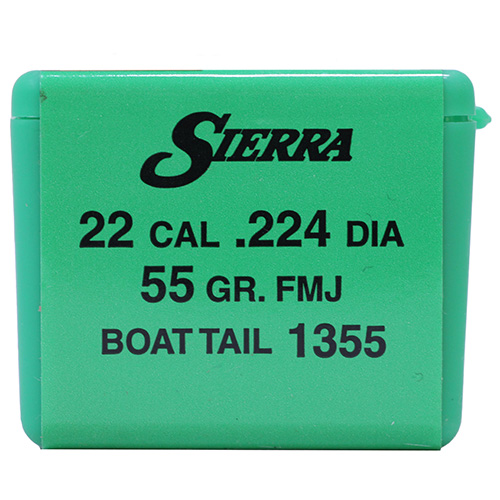 SIERRA
22 CAL .224 DIA
55 GR. FMJ
BOAT TAIL 1355